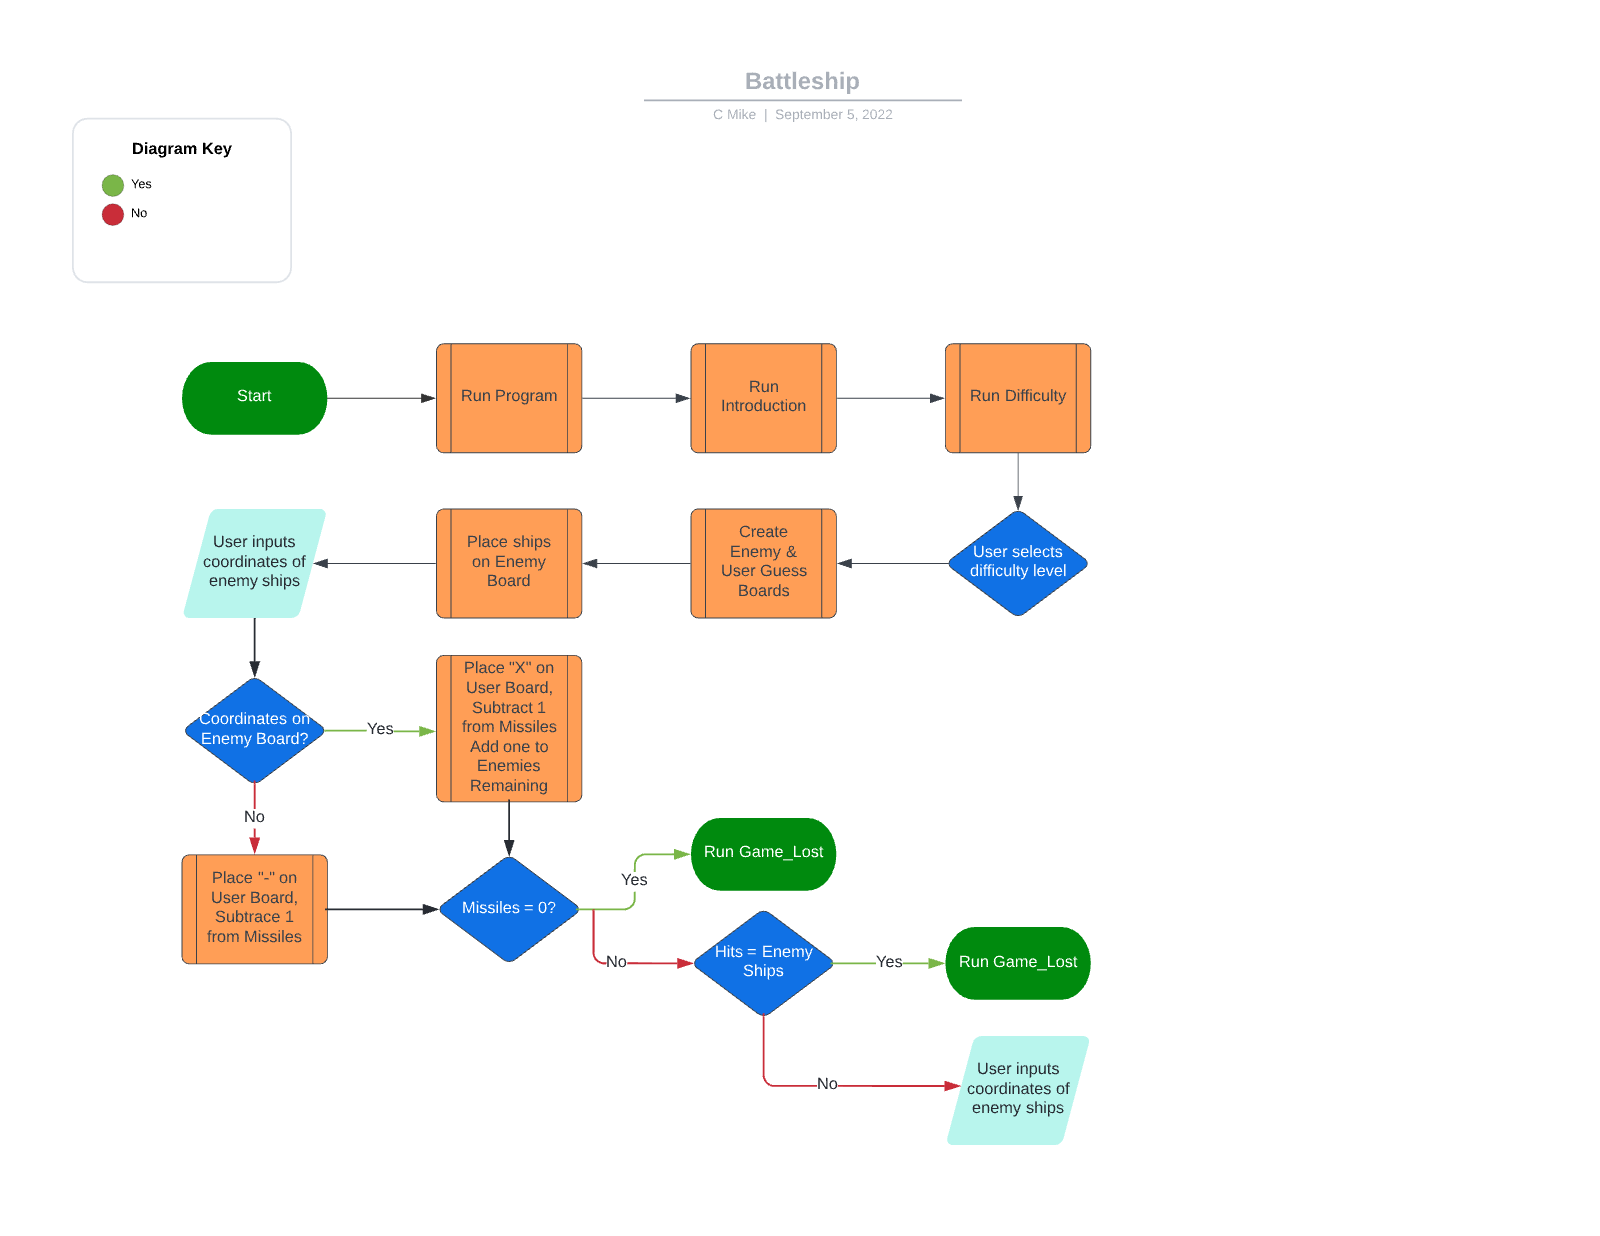 Battleship
C Mike | September 5, 2022
Diagram Key
Yes
No
Start
Run Program
Run
Introduction
Run Difficulty
User inputs
coordinates of
enemy ships
Place ships
on Enemy
Board
Create
Enemy &
User Guess
Boards
User selects
difficulty level
Coordinates on
Enemy Board?
Yes
Place "X" on
User Board,
Subtract 1
from Missiles
Add one to
Enemies
Remaining
No
Place "-" on
User Board,
Subtrace 1
from Missiles
Missiles = 0?
Yes
Run Game_Lost
No
Hits = Enemy
Ships
Yes
Run Game_Lost
No
User inputs
coordinates of
enemy ships